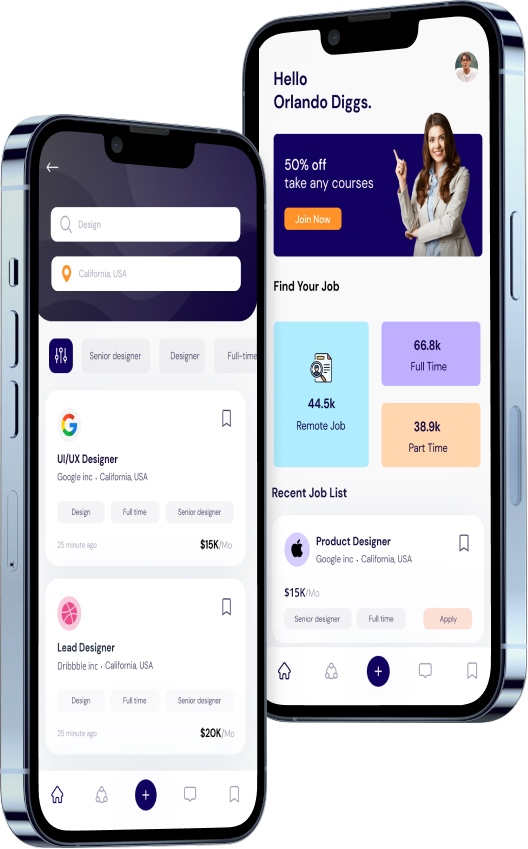 Design
California, USA
Senior designer
Designer
Full-time
UI/UX Designer
Google inc • California, USA
Design
Full time
Senior designer
25 minute ago
$15K/Mo
Lead Designer
Dribbble inc • California, USA
Design
Full time
Senior designer
25 minute ago
$20K/Mo
Hello
Orlando Diggs.
50% off
take any courses
Join Now
Find Your Job
44.5k
Remote Job
66.8k
Full Time
38.9k
Part Time
Recent Job List
Product Designer
Google inc • California, USA
$15K/Mo
Senior designer
Full time
Apply